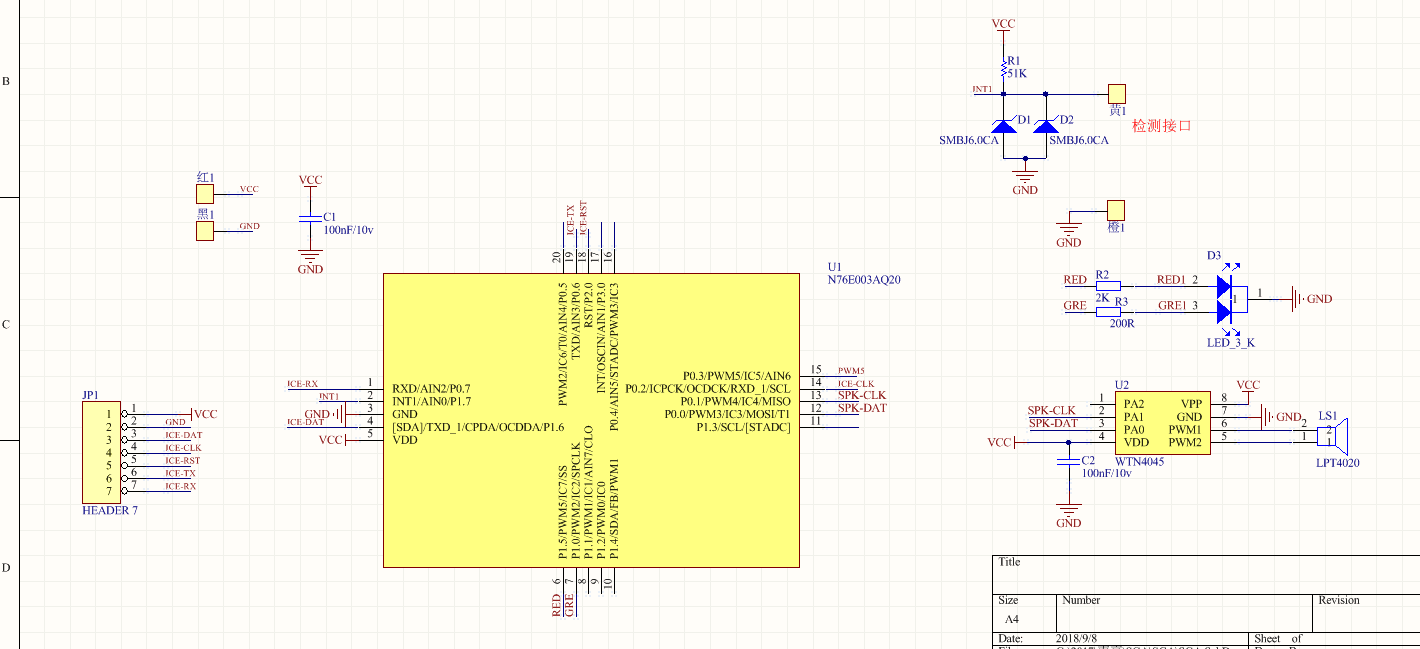 B
C
D
VCC
R1
51K
INT1
D1
D2
SMBJ6.0CA
SMBJ6.0CA
GND
黄1
检测接口
红1
VCC
黑1
GND
VCC
C1
100nF/10v
GND
GND
橙1
D3
RED
R2
2K
RED1
2
GRE
R3
200R
GRE1
3
1
1
GND
LED_3_K
U1
N76E003AQ20
ICE-TX
ICE-RST
20
19
18
17
16
PWM2/IC6/T0/AIN4/P0.5
TXD/AIN3/P0.6
RST/P2.0
INT/OSCIN/AIN1/P3.0
P0.4/AIN5/STADC/PWM3/IC3
ICE-RX
1
RXD/AIN2/P0.7
INT1
2
INT1/AIN0/P1.7
GND
3
GND
ICE-DAT
4
[SDA]/TXD_1/CPDA/OCDDA/P1.6
VCC
5
VDD
P0.3/PWM5/IC5/AIN6
15
PWM5
P0.2/ICPCK/OCDCK/RXD_1/SCL
14
ICE-CLK
P0.1/PWM4/IC4/MISO
13
SPK-CLK
P0.0/PWM3/IC3/MOSI/T1
12
SPK-DAT
P1.3/SCL/[STADC]
11
P1.5/PWM5/IC7/SS
P1.0/PWM2/IC2/SPCLK
P1.1/PWM1/IC1/AIN7/CLO
P1.2/PWM0/IC0
P1.4/SDA/FB/PWM1
6
7
8
9
10
RED
GRE
JP1
1
1
VCC
2
2
GND
3
3
ICE-DAT
4
4
ICE-CLK
5
5
ICE-RST
6
6
ICE-TX
7
7
ICE-RX
HEADER 7
U2
1
PA2
VPP
8
VCC
SPK-CLK
2
PA1
GND
7
GND
SPK-DAT
3
PA0
PWM1
6
VCC
4
VDD
PWM2
5
WTN4045
LS1
2
2
1
1
LPT4020
C2
100nF/10v
GND
Title
Size
Number
Revision
A4
Date:
2018/9/8
Sheet of